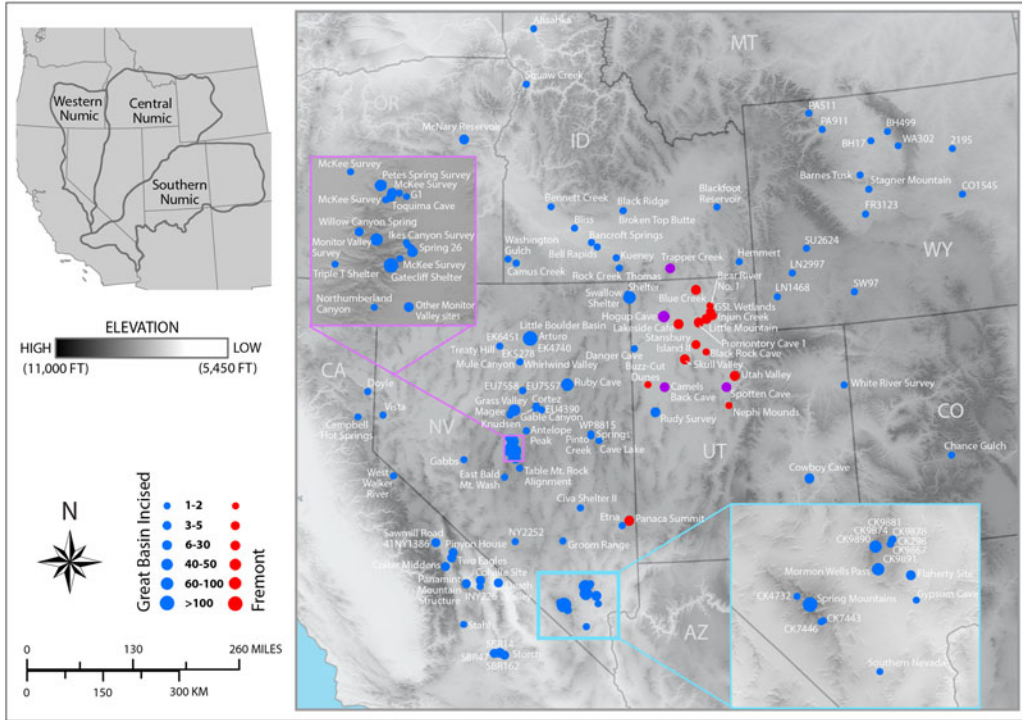 Western
Numic
Central
Numic
Southern
Numic
ELEVATION
HIGH
LOW
(11,000 FT)
(5,450 FT)
N
Great Basin Incised
Fremont
1-2
3-5
6-30
40-50
60-100
>100
0
130
260 MILES
0
150
300 KM
MT
OR
ID
WY
CA
NV
UT
CO
AZ
Alisahka
Squaw Creek
McNary Reservoir
McKee Survey
Petes Spring Survey
McKee Survey
G1
McKee Survey
Toquima Cave
Willow Canyon Spring
Ikes Canyon Survey
Monitor Valley
Survey
Spring 26
McKee Survey
Triple T Shelter
Gatecliff Shelter
Northumberland
Canyon
Other Monitor
Valley sites
Bennett Creek
Black Ridge
Broken Top Butte
Blackfoot
Reservoir
Bliss
Bancroft Springs
Bell Rapids
Washington
Gulch
Camus Creek
Kueney
Rock Creek
Trapper Creek
Thomas
Shelter
Hemmert
Bear River
No. 1
PA511
PA911
BH499
BH17
WA302
2195
Barnes Tusk
Stagner Mountain
CO1545
FR3123
SU2624
LN2997
LN1468
SW97
Swallow
Shelter
Blue Creek
GSL Wetlands
Injun Creek
Hogup Cave
Lakeside Cave
Little Mountain
Stansbury
Island II
Promontory Cave 1
Black Rock Cave
Danger Cave
Skull Valley
Buzz-Cut
Dunes
Utah Valley
Camels
Back Cave
Spotten Cave
Nephi Mounds
Rudy Survey
White River Survey
Chance Gulch
Cowboy Cave
Little Boulder Basin
EK6451
Arturo
EK4740
Treaty Hill
EK5278
Mule Canyon
Whirlwind Valley
EU7558
EU7557
Ruby Cave
Grass Valley
Cortez
Magee
EU4390
Gable Canyon
Knudsen
Antelope
Peak
WP8815
Pinto
Creek
Springs
Cave Lake
Doyle
Vista
Campbell
Hot Springs
Gabbs
East Bald
Mt. Wash
Table Mt. Rock
Alignment
West
Walker
River
Civa Shelter II
Etna
Panaca Summit
Groom Range
NY2252
Sawmill Road
41NY1386
Pinyon House
Two Eagles
Crater Middens
Colville Site
Panamint
Mountain
Structure
INY226
Death
Valley
Stahl
SBR14
Storch
SBR47
SBR162
CK9881
CK9874
CK9876
CK9890
CK296
CK9867
CK9891
Mormon Wells Pass
Flaherty Site
CK4732
Spring Mountains
Gypsum Cave
CK7443
CK7446
Southern Nevada